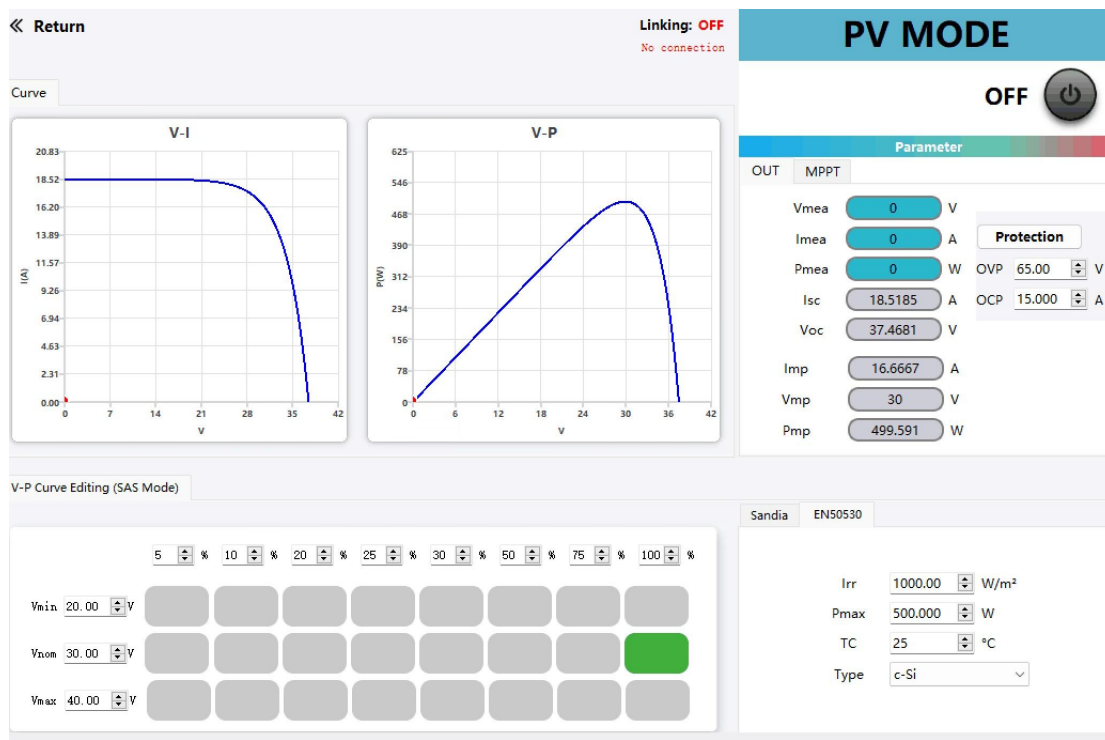 « Return
Linking: OFF
No connection
PV MODE
OFF
Curve
V-I
20.83
18.52
16.20
13.89
11.57
9.26
6.94
4.63
2.31
0.00
I(A)
0 7 14 21 28 35 42
V
V-P
625
546
468
390
312
234
156
78
0
P(W)
0 6 12 18 24 30 36 42
V
Parameter
OUT MPPT
Vmea 0 V
Imea 0 A
Pmea 0 W
Isc 18.5185 A
Voc 37.4681 V
Imp 16.6667 A
Vmp 30 V
Pmp 499.591 W
Protection
OVP 65.00 V
OCP 15.000 A
V-P Curve Editing (SAS Mode)
5 % 10 % 20 % 25 % 30 % 50 % 75 % 100 %
Vmin 20.00 V
Vnom 30.00 V
Vmax 40.00 V
Sandia EN50530
Irr 1000.00 W/m²
Pmax 500.000 W
TC 25 °C
Type c-Si